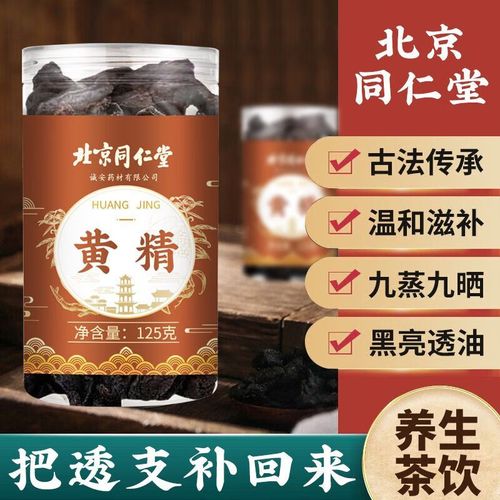 北京
同仁堂
古法传承
温和滋补
九蒸九晒
黑亮透油
北京同仁堂
诚安药材有限公司
HUANG JING
黄精
净含量：125克
黄精
把透支补回来
养生
茶饮